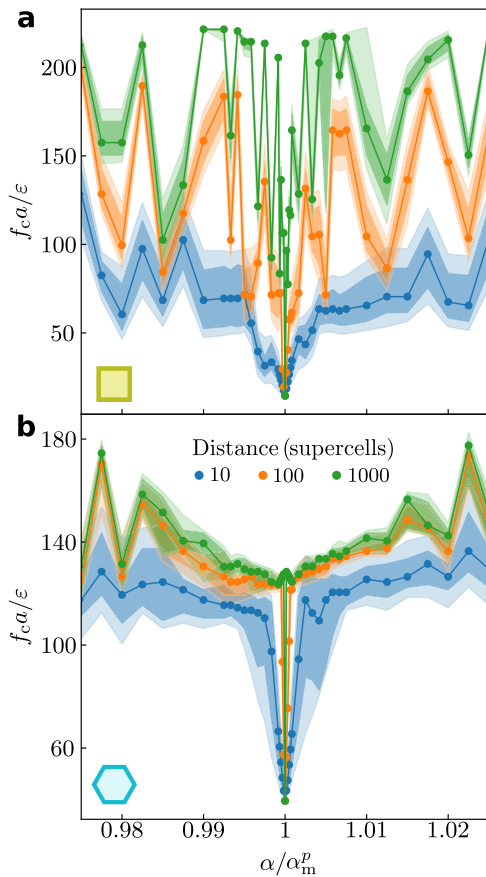 a
200
150
100
50
f_c a/ε
b
Distance (supercells)
10 100 1000
180
140
100
60
f_c a/ε
0.98 0.99 1 1.01 1.02
α/α_m^p